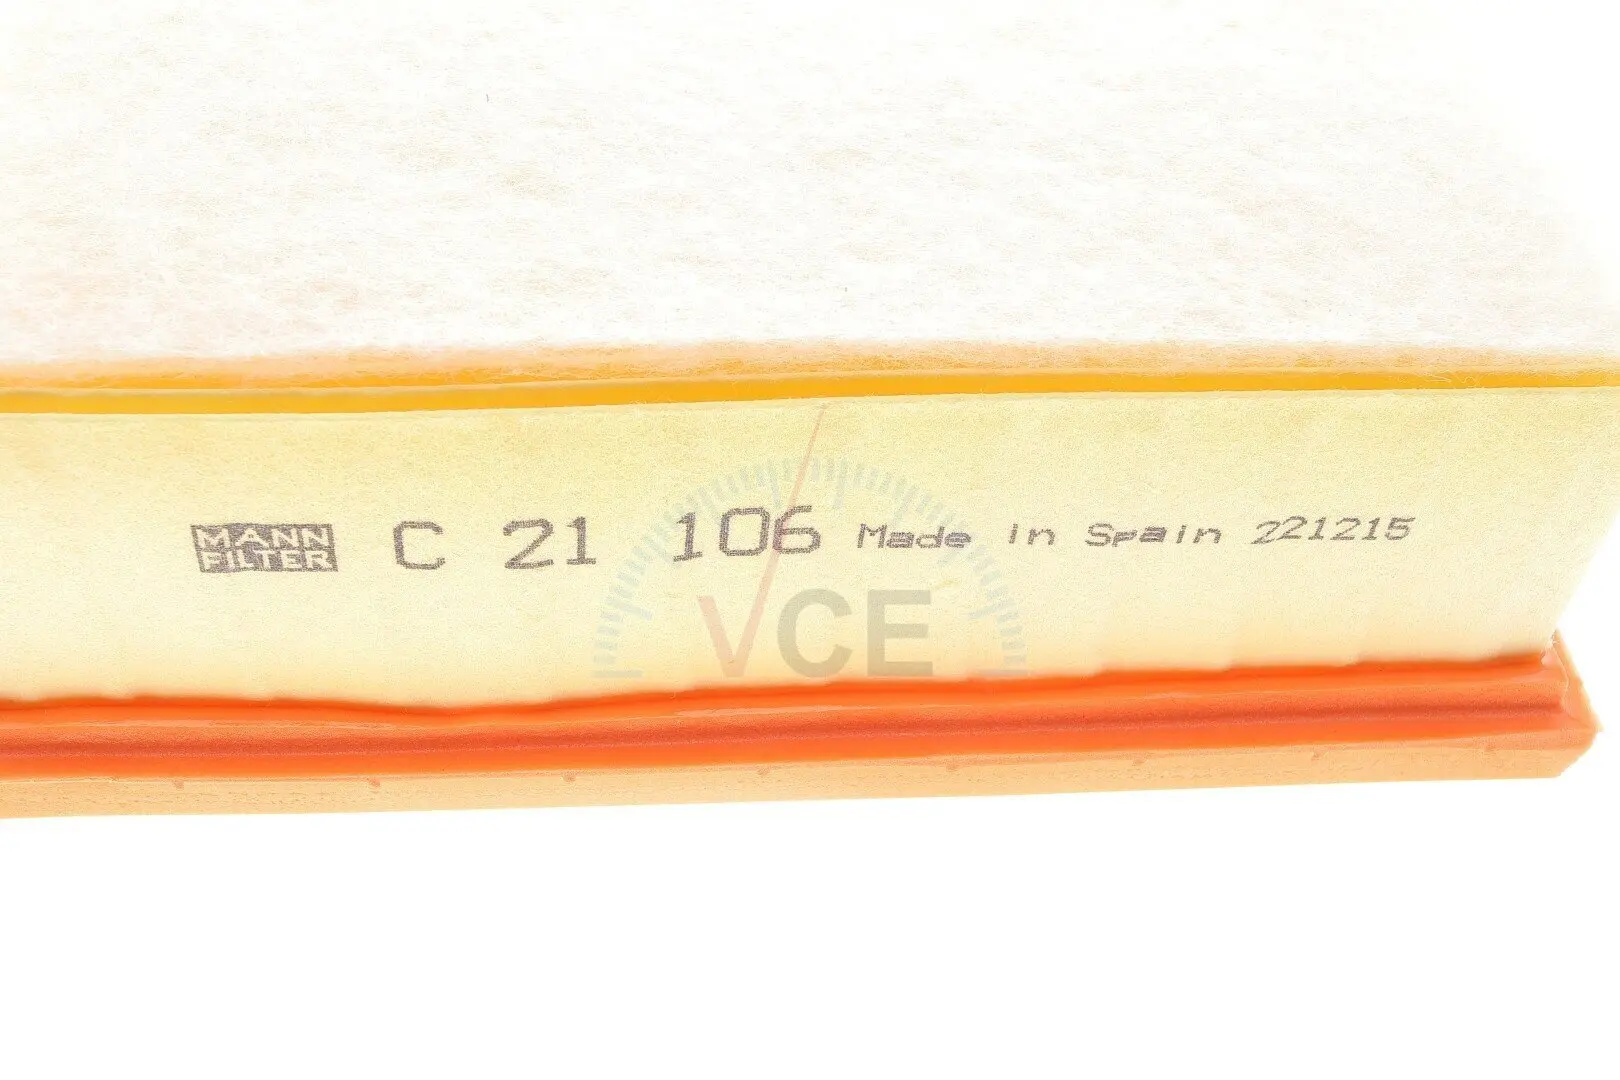 MANN
FILTER
C 21 106 Made in Spain 221215
VCE